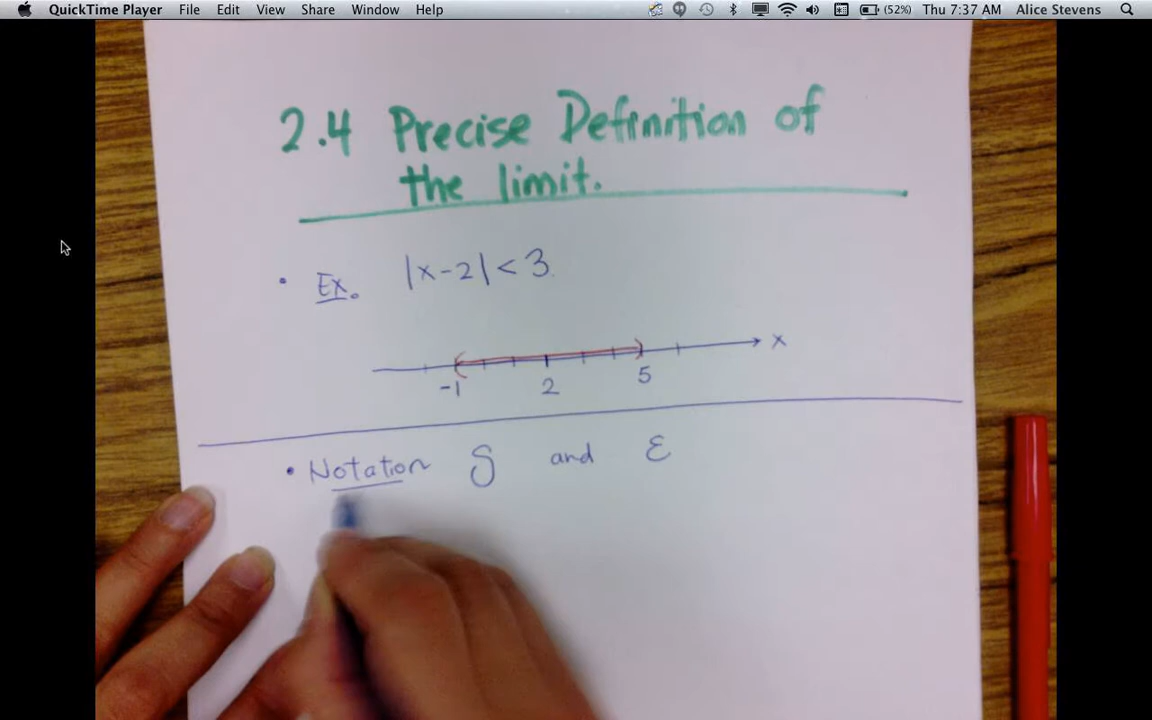 QuickTime Player File Edit View Share Window Help (52%) Thu 7:37 AM Alice Stevens
2.4 Precise Definition of
the limit.
• Ex. |x-2| < 3.
x
-1 2 5
• Notation δ and ε